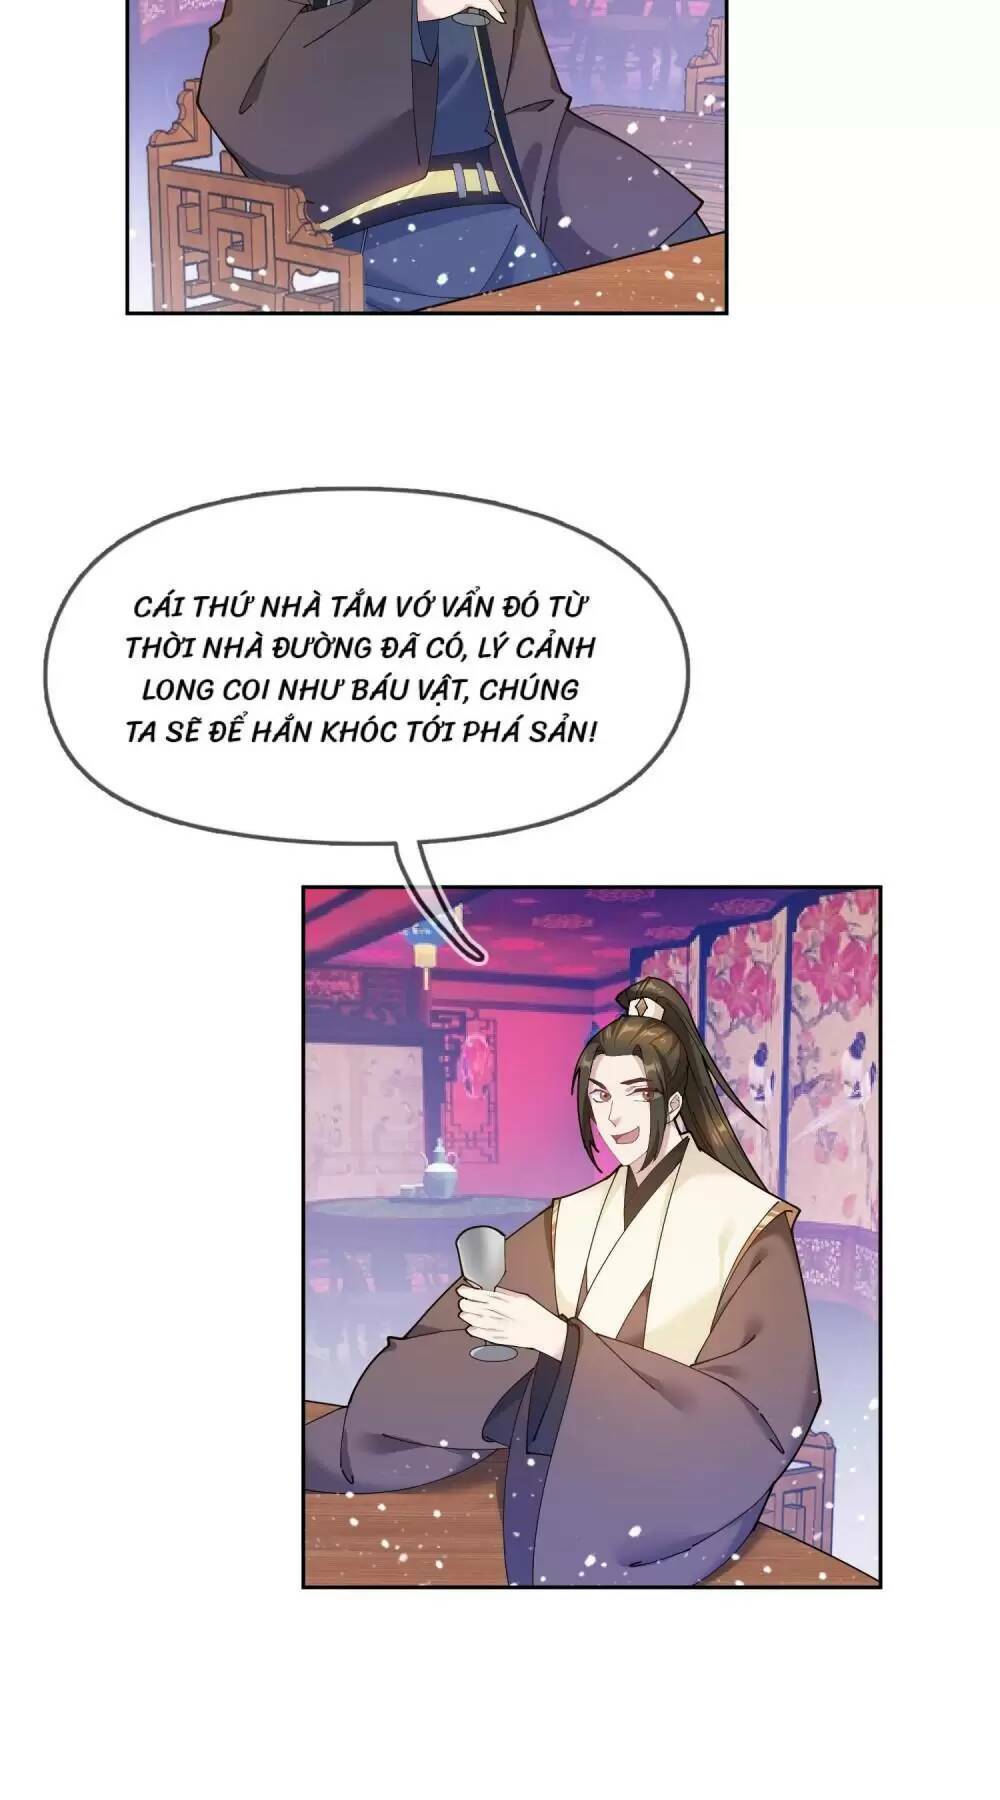 CÁI THỨ NHÀ TẮM VỚ VẨN ĐÓ TỪ
THỜI NHÀ ĐƯỜNG ĐÃ CÓ, LÝ CẢNH
LONG COI NHƯ BÁU VẬT, CHÚNG
TA SẼ ĐỂ HẮN KHÓC TỚI PHÁ SẢN!